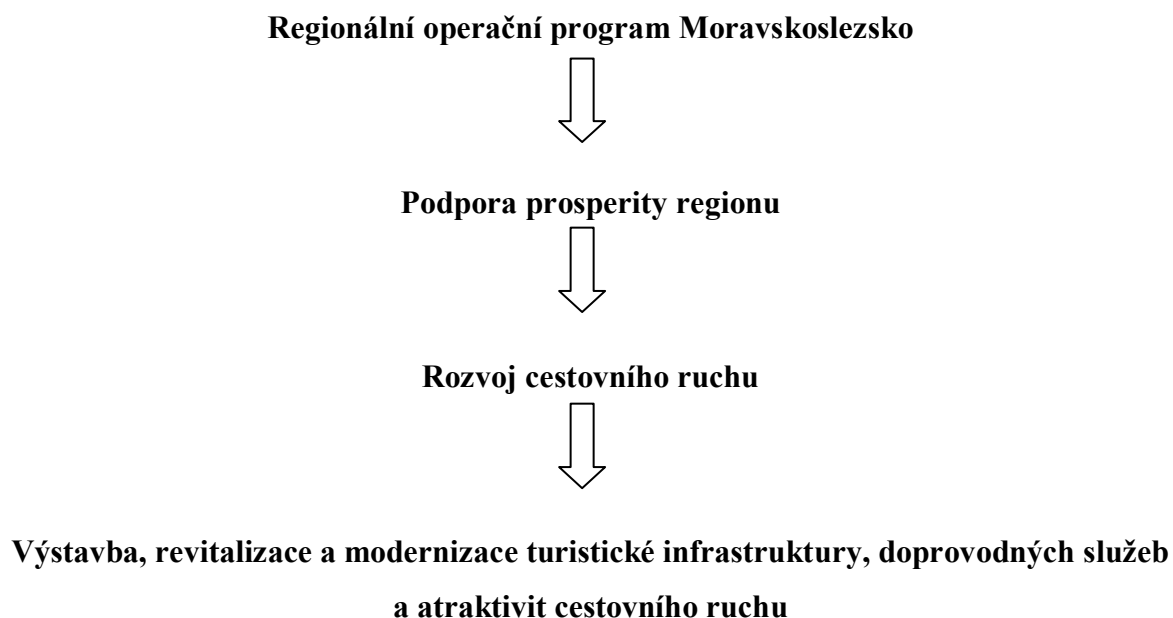 Regionální operační program Moravskoslezsko
Podpora prosperity regionu
Rozvoj cestovního ruchu
Výstavba, revitalizace a modernizace turistické infrastruktury, doprovodných služeb
a atraktivit cestovního ruchu